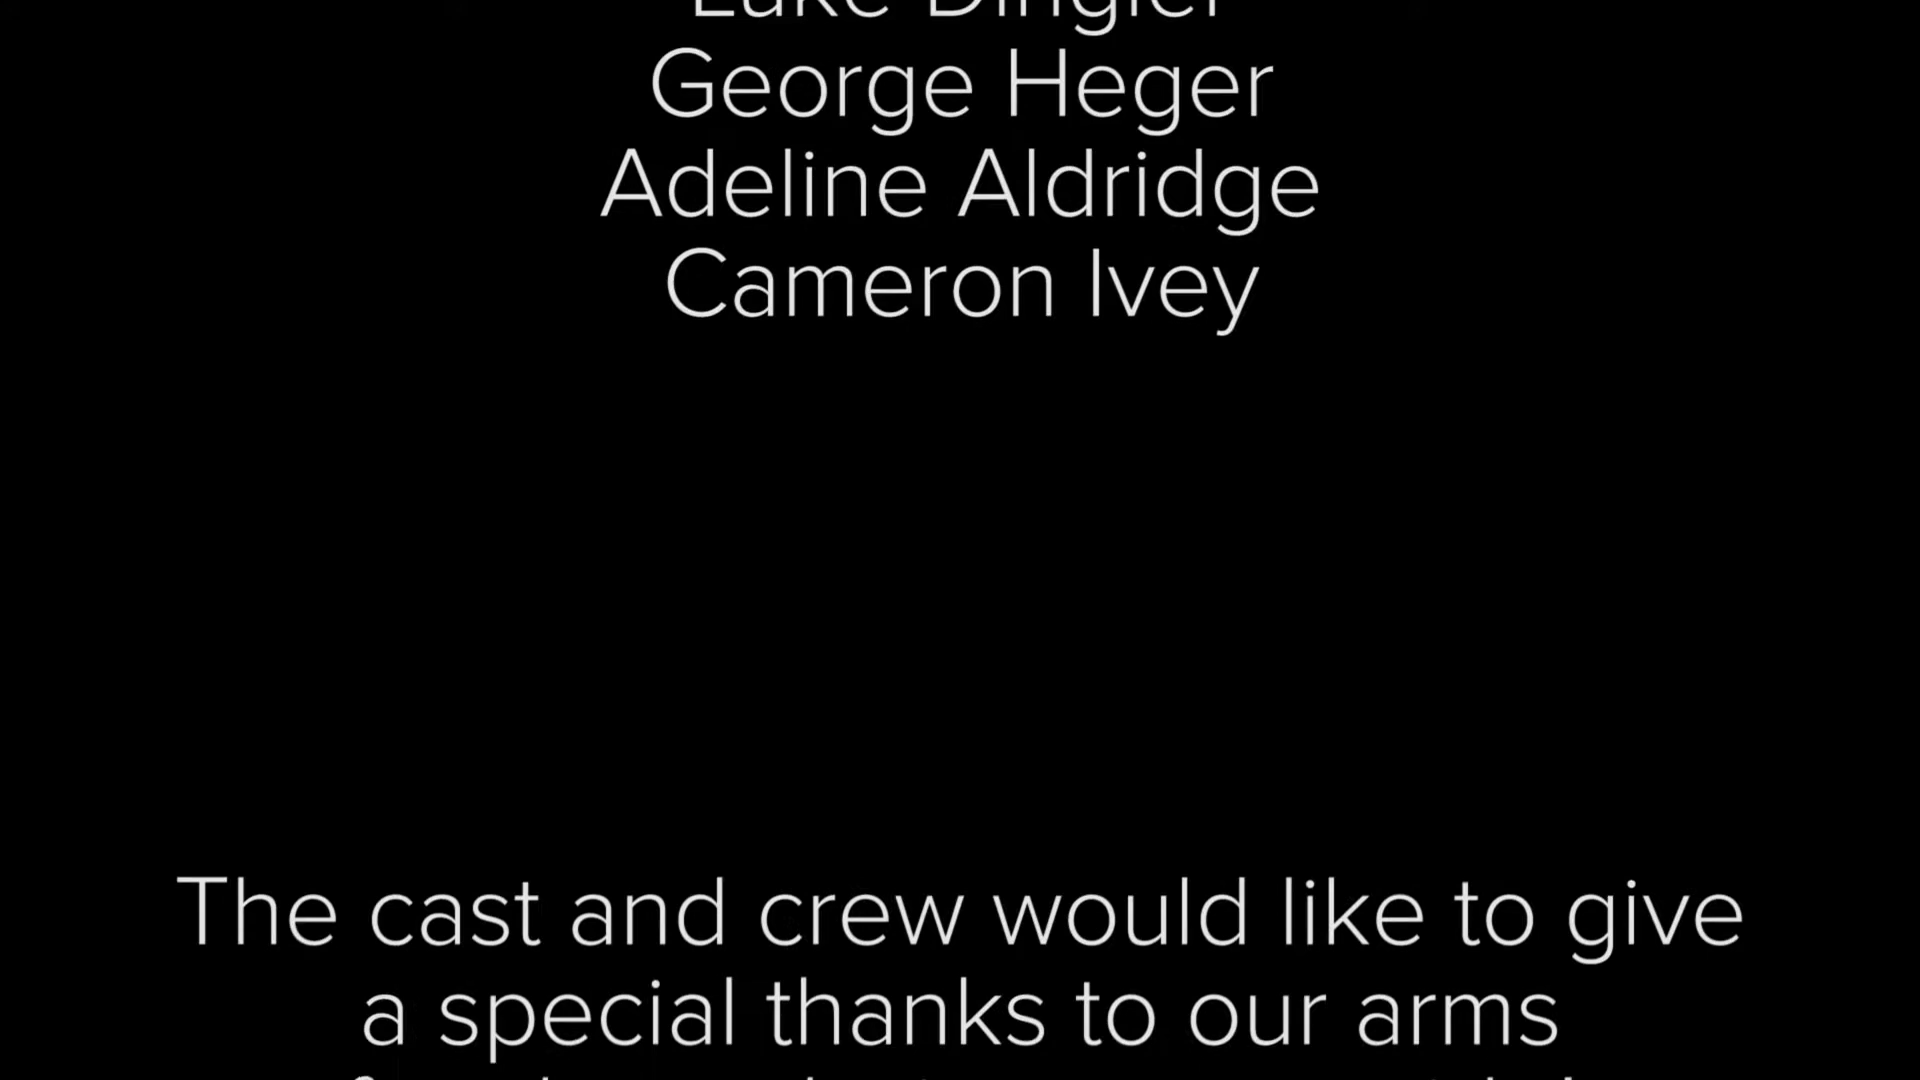 Luke Dingler
George Heger
Adeline Aldridge
Cameron Ivey
The cast and crew would like to give
a special thanks to our arms